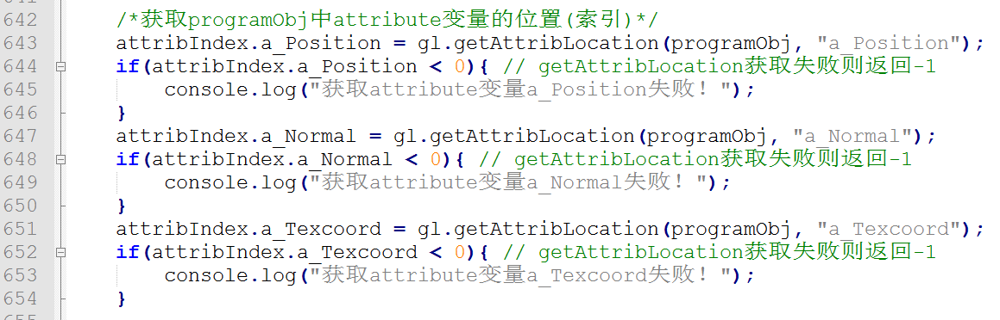 642 /*获取programObj中attribute变量的位置(索引)*/
643 attribIndex.a_Position = gl.getAttribLocation(programObj, "a_Position");
644 if(attribIndex.a_Position < 0){ // getAttribLocation获取失败则返回-1
645 console.log("获取attribute变量a_Position失败！");
646 }
647 attribIndex.a_Normal = gl.getAttribLocation(programObj, "a_Normal");
648 if(attribIndex.a_Normal < 0){ // getAttribLocation获取失败则返回-1
649 console.log("获取attribute变量a_Normal失败！");
650 }
651 attribIndex.a_Texcoord = gl.getAttribLocation(programObj, "a_Texcoord");
652 if(attribIndex.a_Texcoord < 0){ // getAttribLocation获取失败则返回-1
653 console.log("获取attribute变量a_Texcoord失败！");
654 }